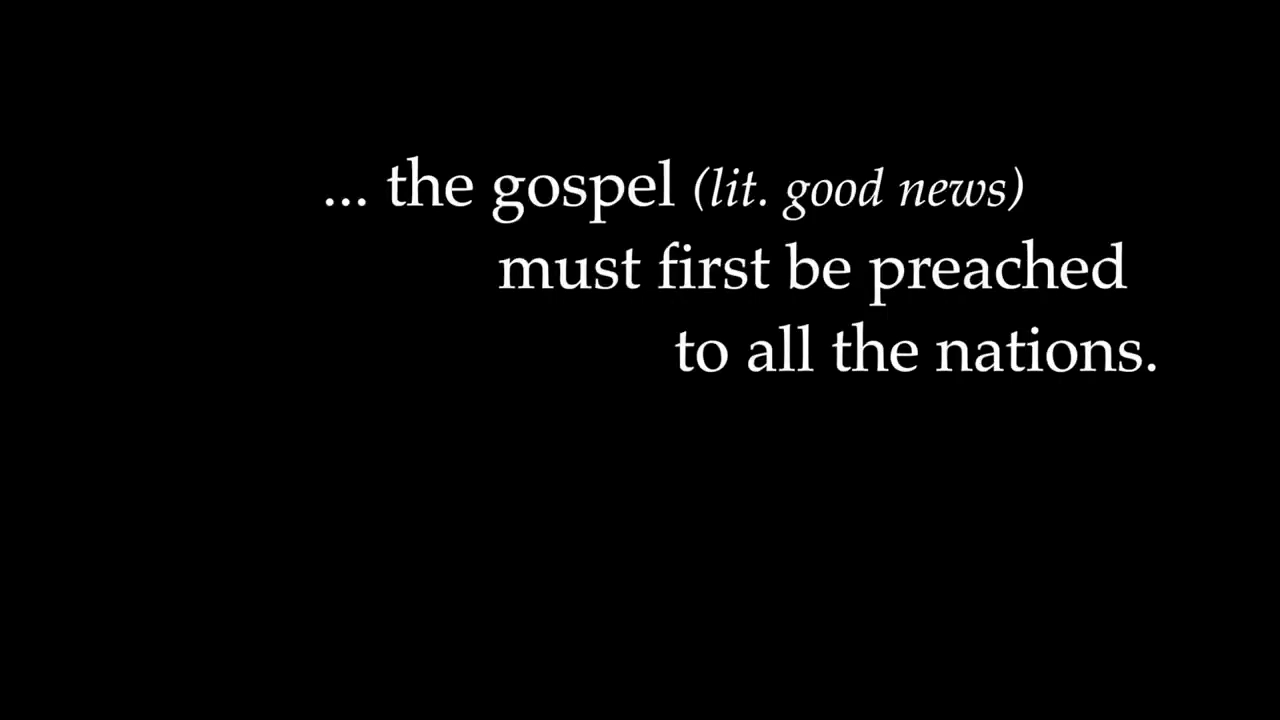 ... the gospel (lit. good news)
must first be preached
to all the nations.